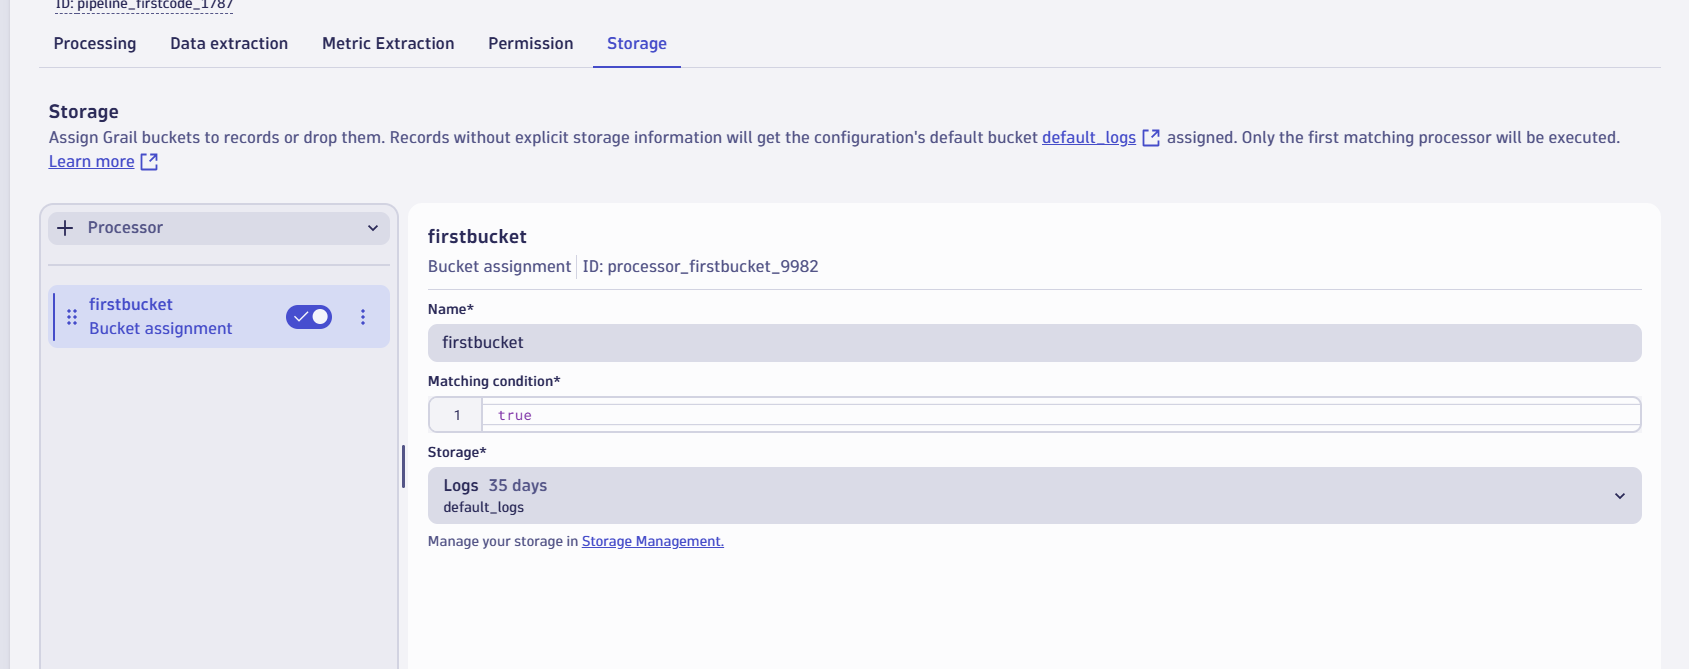 ID: pipeline_firstcode_1787
Processing Data extraction Metric Extraction Permission Storage
Storage
Assign Grail buckets to records or drop them. Records without explicit storage information will get the configuration's default bucket default_logs assigned. Only the first matching processor will be executed.
Learn more
Processor
firstbucket
Bucket assignment
firstbucket
Bucket assignment ID: processor_firstbucket_9982
Name*
firstbucket
Matching condition*
1 true
Storage*
Logs 35 days
default_logs
Manage your storage in Storage Management.